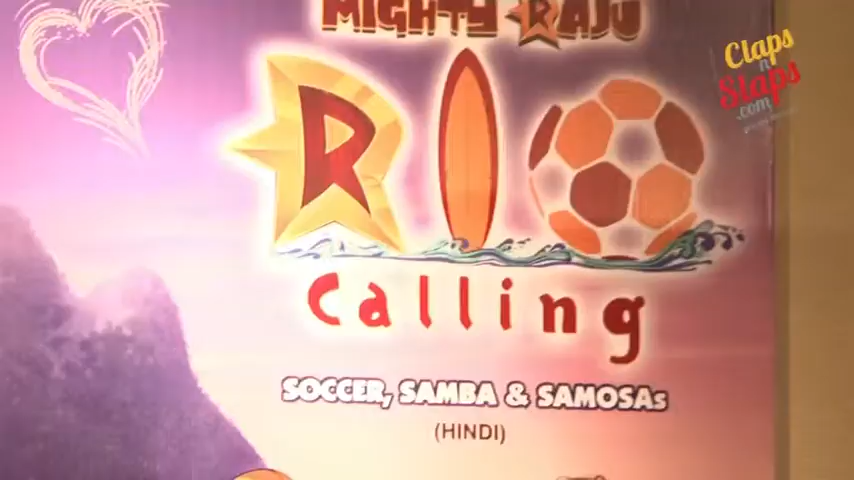 MIGHTY RAJU
Claps
n
Slaps
.com
RIO
Calling
SOCCER, SAMBA & SAMOSAs
(HINDI)